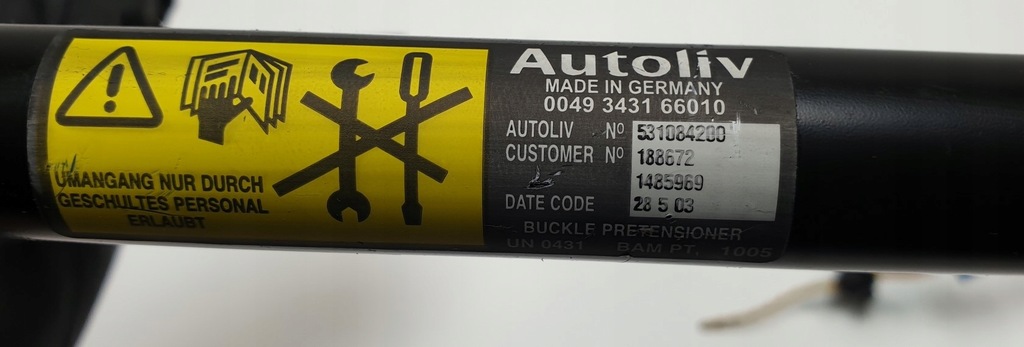 UMANGANG NUR DURCH
GESCHULTES PERSONAL
ERLAUBT
Autoliv
MADE IN GERMANY
0049 3431 66010
AUTOLIV Nº 531084200
CUSTOMER Nº 188672
1485969
DATE CODE 28 5 03
BUCKLE PRETENSIONER
UN 0431 BAM PT. 1005